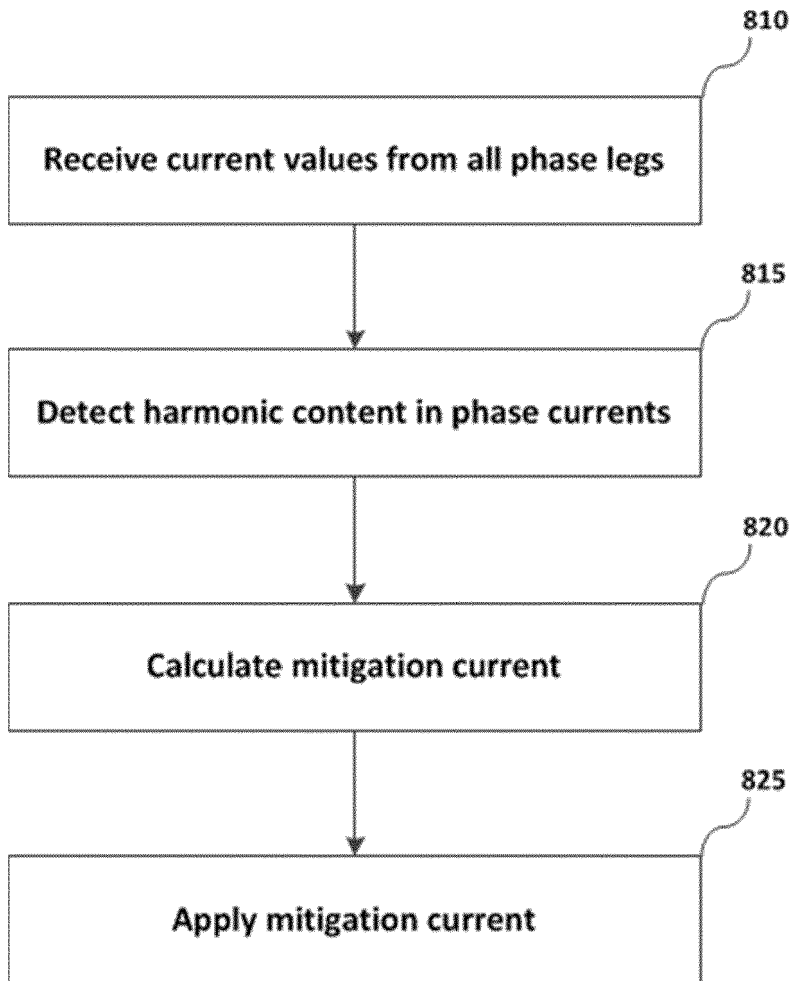 810
Receive current values from all phase legs
815
Detect harmonic content in phase currents
820
Calculate mitigation current
825
Apply mitigation current